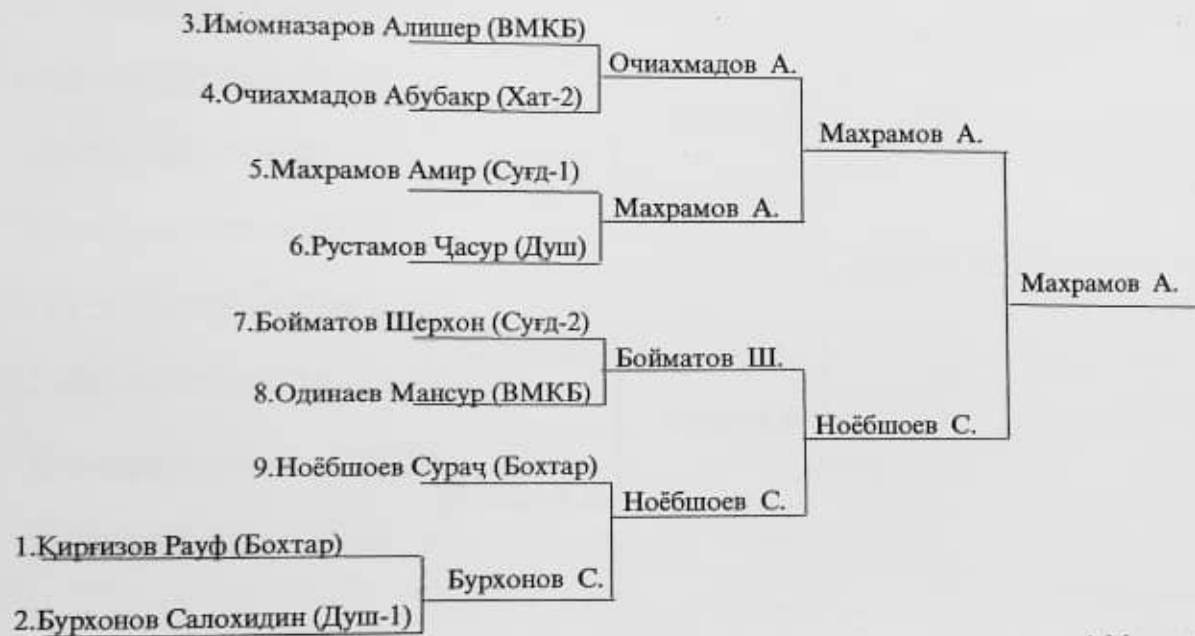 3.Имомназаров Алишер (ВМКБ)
Очиахмадов А.
4.Очиахмадов Абубакр (Хат-2)
Махрамов А.
5.Махрамов Амир (Суғд-1)
Махрамов А.
6.Рустамов Ҷасур (Душ)
Махрамов А.
7.Бойматов Шерхон (Суғд-2)
Бойматов Ш.
8.Одинаев Мансур (ВМКБ)
Ноёбшоев С.
9.Ноёбшоев Сураҷ (Бохтар)
Ноёбшоев С.
1.Қирғизов Рауф (Бохтар)
Бурхонов С.
2.Бурхонов Салохидин (Душ-1)